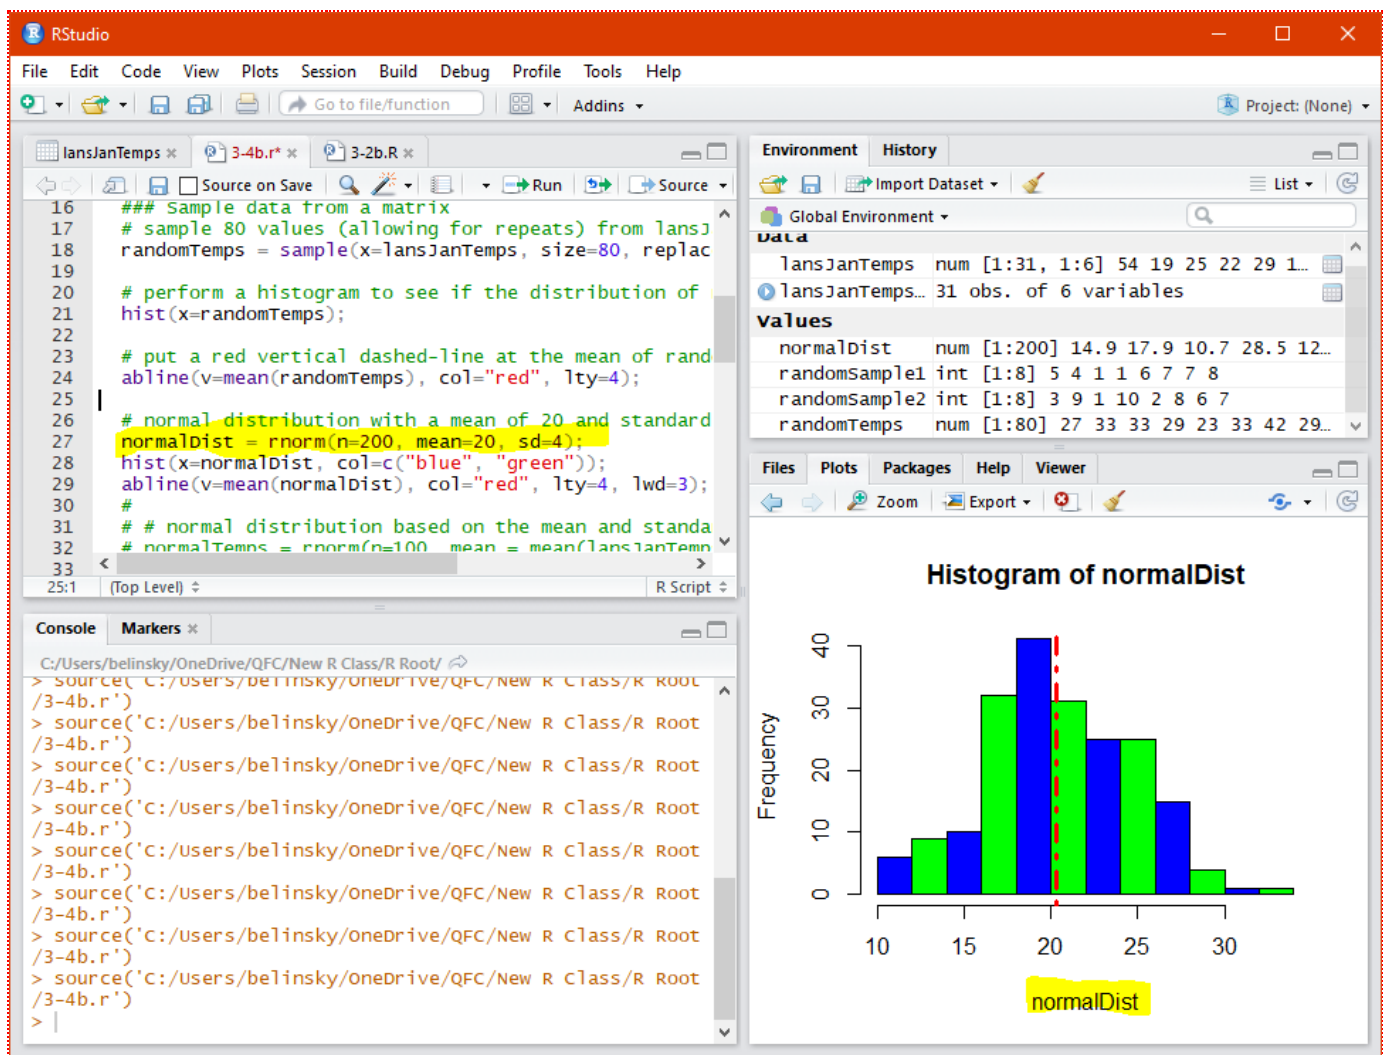 RStudio
File Edit Code View Plots Session Build Debug Profile Tools Help
Go to file/function Addins Project: (None)
lansJanTemps 3-4b.r* 3-2b.R
Source on Save Run Source
16 ### Sample data from a matrix
17 # sample 80 values (allowing for repeats) from lansJ
18 randomTemps = sample(x=lansJanTemps, size=80, replac
19
20 # perform a histogram to see if the distribution of
21 hist(x=randomTemps);
22
23 # put a red vertical dashed-line at the mean of rand
24 abline(v=mean(randomTemps), col="red", lty=4);
25
26 # normal distribution with a mean of 20 and standard
27 normalDist = rnorm(n=200, mean=20, sd=4);
28 hist(x=normalDist, col=c("blue", "green"));
29 abline(v=mean(normalDist), col="red", lty=4, lwd=3);
30 #
31 # # normal distribution based on the mean and standa
32 # normalTemps = rnorm(n=100, mean = mean(lansJanTemp
33
25:1 (Top Level) R Script
Console Markers
C:/Users/belinsky/OneDrive/QFC/New R Class/R Root/
> source('C:/Users/belinsky/OneDrive/QFC/New R Class/R Root
/3-4b.r')
> source('C:/Users/belinsky/OneDrive/QFC/New R Class/R Root
/3-4b.r')
> source('C:/Users/belinsky/OneDrive/QFC/New R Class/R Root
/3-4b.r')
> source('C:/Users/belinsky/OneDrive/QFC/New R Class/R Root
/3-4b.r')
> source('C:/Users/belinsky/OneDrive/QFC/New R Class/R Root
/3-4b.r')
> source('C:/Users/belinsky/OneDrive/QFC/New R Class/R Root
/3-4b.r')
> source('C:/Users/belinsky/OneDrive/QFC/New R Class/R Root
/3-4b.r')
> source('C:/Users/belinsky/OneDrive/QFC/New R Class/R Root
/3-4b.r')
>
Environment History
Import Dataset List
Global Environment
Data
lansJanTemps num [1:31, 1:6] 54 19 25 22 29 1...
lansJanTemps... 31 obs. of 6 variables
Values
normalDist num [1:200] 14.9 17.9 10.7 28.5 12...
randomSample1 int [1:8] 5 4 1 1 6 7 7 8
randomSample2 int [1:8] 3 9 1 10 2 8 6 7
randomTemps num [1:80] 27 33 33 29 23 33 42 29...
Files Plots Packages Help Viewer
Zoom Export
Histogram of normalDist
Frequency
40
30
20
10
0
10 15 20 25 30
normalDist